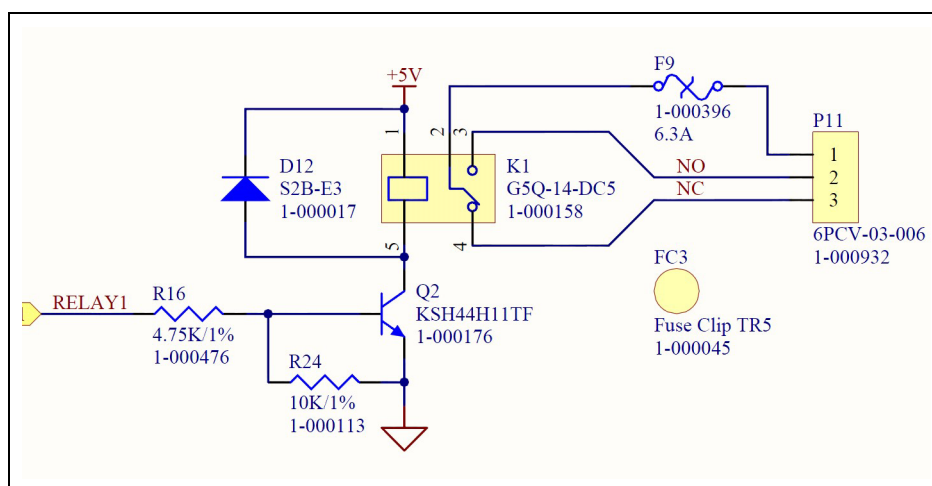 +5V
1
2
3
D12
S2B-E3
1-000017
K1
G5Q-14-DC5
1-000158
5
4
F9
1-000396
6.3A
P11
1
2
3
NO
NC
6PCV-03-006
1-000932
FC3
Fuse Clip TR5
1-000045
RELAY1
R16
4.75K/1%
1-000476
Q2
KSH44H11TF
1-000176
R24
10K/1%
1-000113